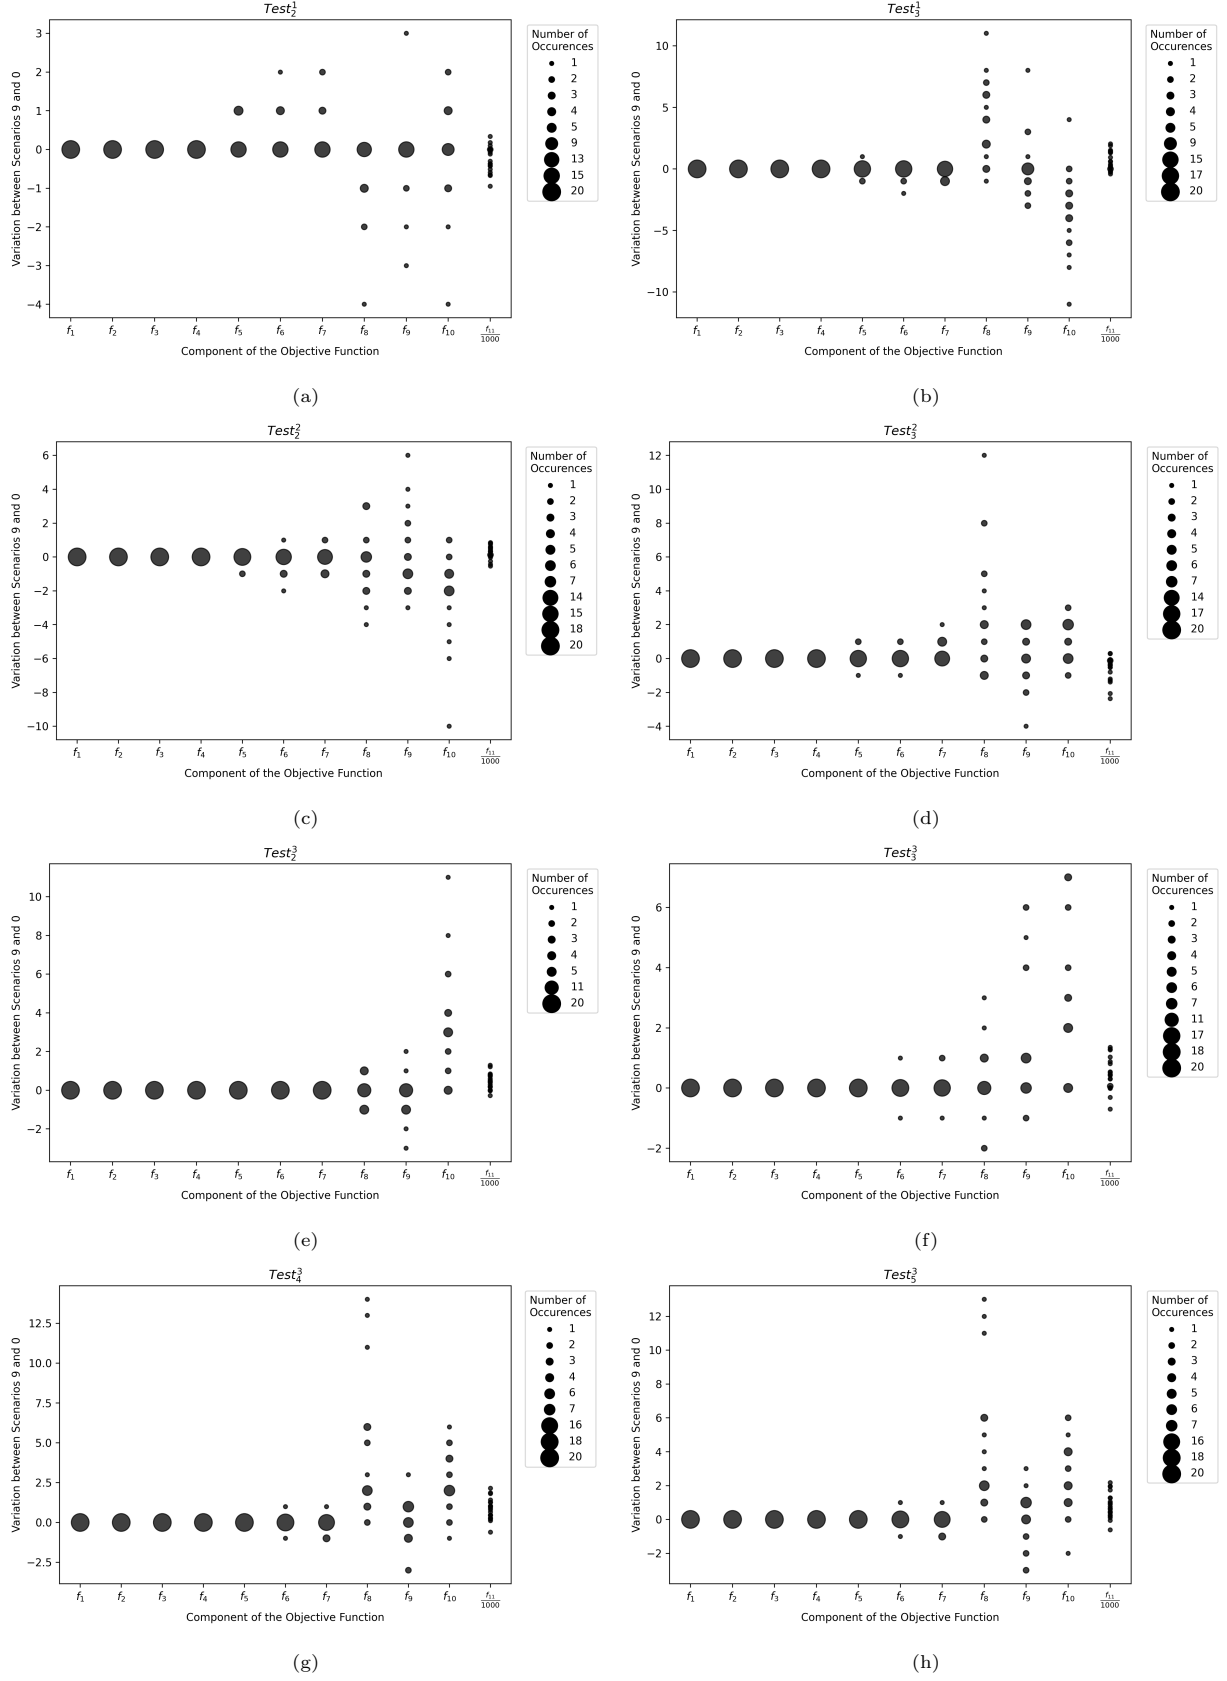 Test₂¹
Variation between Scenarios 9 and 0
3
2
1
0
−1
−2
−3
−4
f₁ f₂ f₃ f₄ f₅ f₆ f₇ f₈ f₉ f₁₀ f₁₁/1000
Component of the Objective Function
Number of
Occurences
1
2
3
4
5
9
13
15
20
(a)
Test₃¹
Variation between Scenarios 9 and 0
10
5
0
−5
−10
f₁ f₂ f₃ f₄ f₅ f₆ f₇ f₈ f₉ f₁₀ f₁₁/1000
Component of the Objective Function
Number of
Occurences
1
2
3
4
5
9
15
17
20
(b)
Test₂²
Variation between Scenarios 9 and 0
6
4
2
0
−2
−4
−6
−8
−10
f₁ f₂ f₃ f₄ f₅ f₆ f₇ f₈ f₉ f₁₀ f₁₁/1000
Component of the Objective Function
Number of
Occurences
1
2
3
4
5
6
7
14
15
18
20
(c)
Test₃²
Variation between Scenarios 9 and 0
12
10
8
6
4
2
0
−2
−4
f₁ f₂ f₃ f₄ f₅ f₆ f₇ f₈ f₉ f₁₀ f₁₁/1000
Component of the Objective Function
Number of
Occurences
1
2
3
4
5
6
7
14
17
20
(d)
Test₂³
Variation between Scenarios 9 and 0
10
8
6
4
2
0
−2
f₁ f₂ f₃ f₄ f₅ f₆ f₇ f₈ f₉ f₁₀ f₁₁/1000
Component of the Objective Function
Number of
Occurences
1
2
3
4
5
11
20
(e)
Test₃³
Variation between Scenarios 9 and 0
6
4
2
0
−2
f₁ f₂ f₃ f₄ f₅ f₆ f₇ f₈ f₉ f₁₀ f₁₁/1000
Component of the Objective Function
Number of
Occurences
1
2
3
4
5
6
7
11
17
18
20
(f)
Test₄³
Variation between Scenarios 9 and 0
12.5
10.0
7.5
5.0
2.5
0.0
−2.5
f₁ f₂ f₃ f₄ f₅ f₆ f₇ f₈ f₉ f₁₀ f₁₁/1000
Component of the Objective Function
Number of
Occurences
1
2
3
4
6
7
16
18
20
(g)
Test₅³
Variation between Scenarios 9 and 0
12
10
8
6
4
2
0
−2
f₁ f₂ f₃ f₄ f₅ f₆ f₇ f₈ f₉ f₁₀ f₁₁/1000
Component of the Objective Function
Number of
Occurences
1
2
3
4
5
6
7
16
18
20
(h)